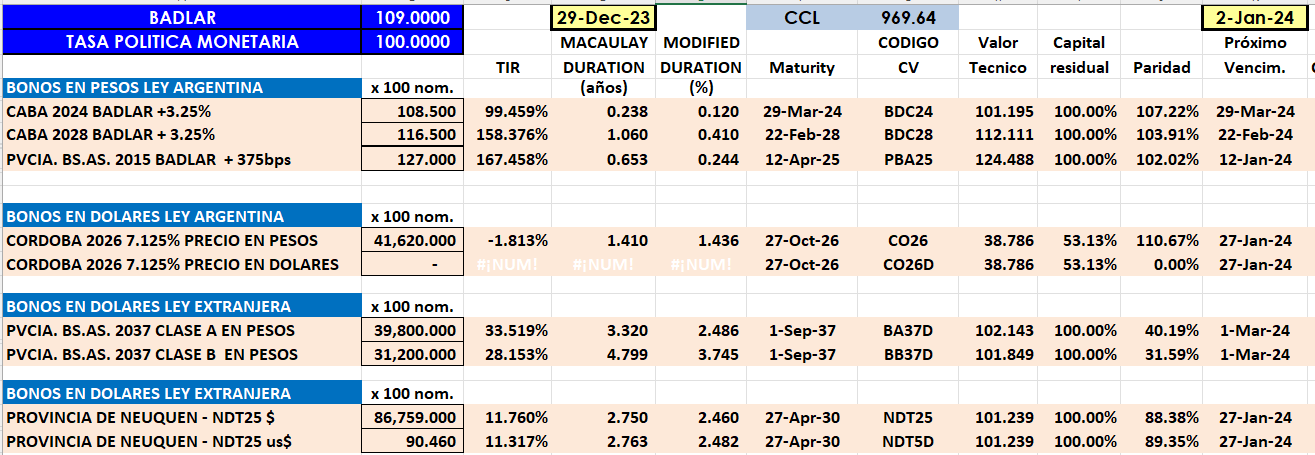 BADLAR 109.0000 29-Dec-23 CCL 969.64 2-Jan-24
TASA POLITICA MONETARIA 100.0000 MACAULAY MODIFIED CODIGO Valor Capital Próximo
TIR DURATION DURATION Maturity CV Tecnico residual Paridad Vencim.
BONOS EN PESOS LEY ARGENTINA x 100 nom. (años) (%)
CABA 2024 BADLAR +3.25% 108.500 99.459% 0.238 0.120 29-Mar-24 BDC24 101.195 100.00% 107.22% 29-Mar-24
CABA 2028 BADLAR + 3.25% 116.500 158.376% 1.060 0.410 22-Feb-28 BDC28 112.111 100.00% 103.91% 22-Feb-24
PVCIA. BS.AS. 2015 BADLAR + 375bps 127.000 167.458% 0.653 0.244 12-Apr-25 PBA25 124.488 100.00% 102.02% 12-Jan-24
BONOS EN DOLARES LEY ARGENTINA x 100 nom.
CORDOBA 2026 7.125% PRECIO EN PESOS 41,620.000 -1.813% 1.410 1.436 27-Oct-26 CO26 38.786 53.13% 110.67% 27-Jan-24
CORDOBA 2026 7.125% PRECIO EN DOLARES - #¡NUM! #¡NUM! #¡NUM! 27-Oct-26 CO26D 38.786 53.13% 0.00% 27-Jan-24
BONOS EN DOLARES LEY EXTRANJERA x 100 nom.
PVCIA. BS.AS. 2037 CLASE A EN PESOS 39,800.000 33.519% 3.320 2.486 1-Sep-37 BA37D 102.143 100.00% 40.19% 1-Mar-24
PVCIA. BS.AS. 2037 CLASE B EN PESOS 31,200.000 28.153% 4.799 3.745 1-Sep-37 BB37D 101.849 100.00% 31.59% 1-Mar-24
BONOS EN DOLARES LEY EXTRANJERA x 100 nom.
PROVINCIA DE NEUQUEN - NDT25 $ 86,759.000 11.760% 2.750 2.460 27-Apr-30 NDT25 101.239 100.00% 88.38% 27-Jan-24
PROVINCIA DE NEUQUEN - NDT25 us$ 90.460 11.317% 2.763 2.482 27-Apr-30 NDT5D 101.239 100.00% 89.35% 27-Jan-24